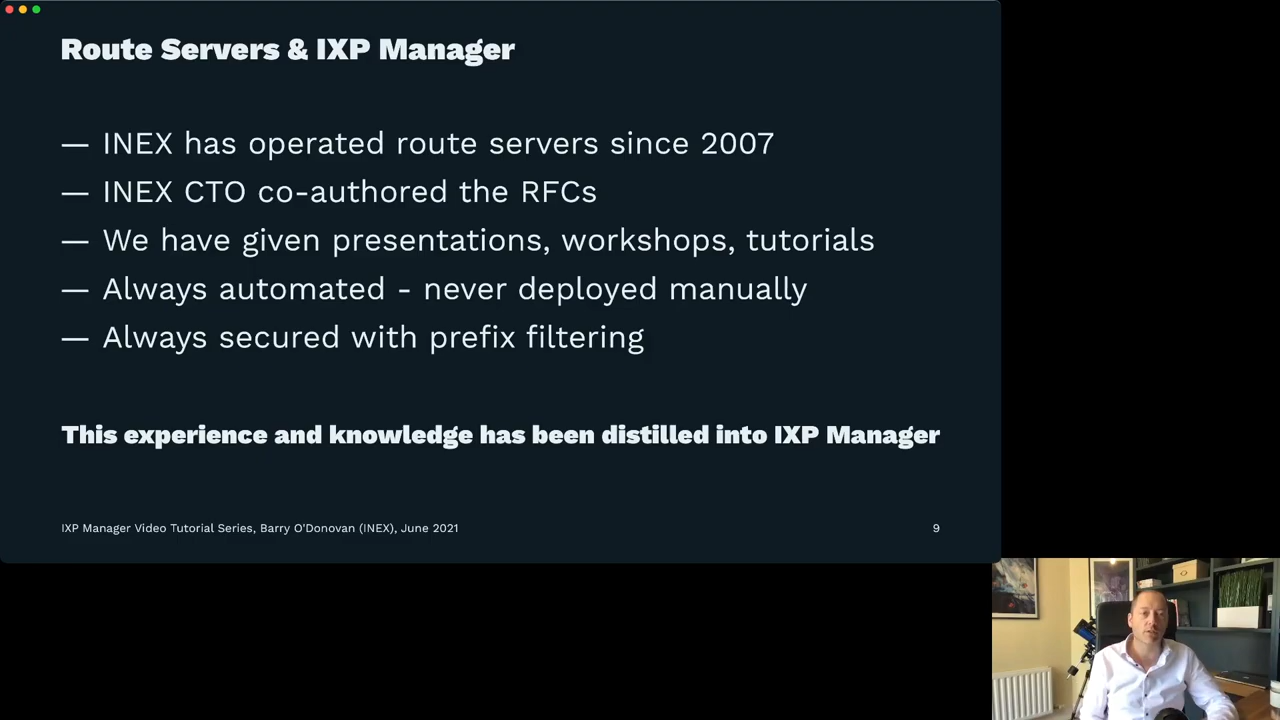 Route Servers & IXP Manager
— INEX has operated route servers since 2007
— INEX CTO co-authored the RFCs
— We have given presentations, workshops, tutorials
— Always automated - never deployed manually
— Always secured with prefix filtering
This experience and knowledge has been distilled into IXP Manager
IXP Manager Video Tutorial Series, Barry O'Donovan (INEX), June 2021
9